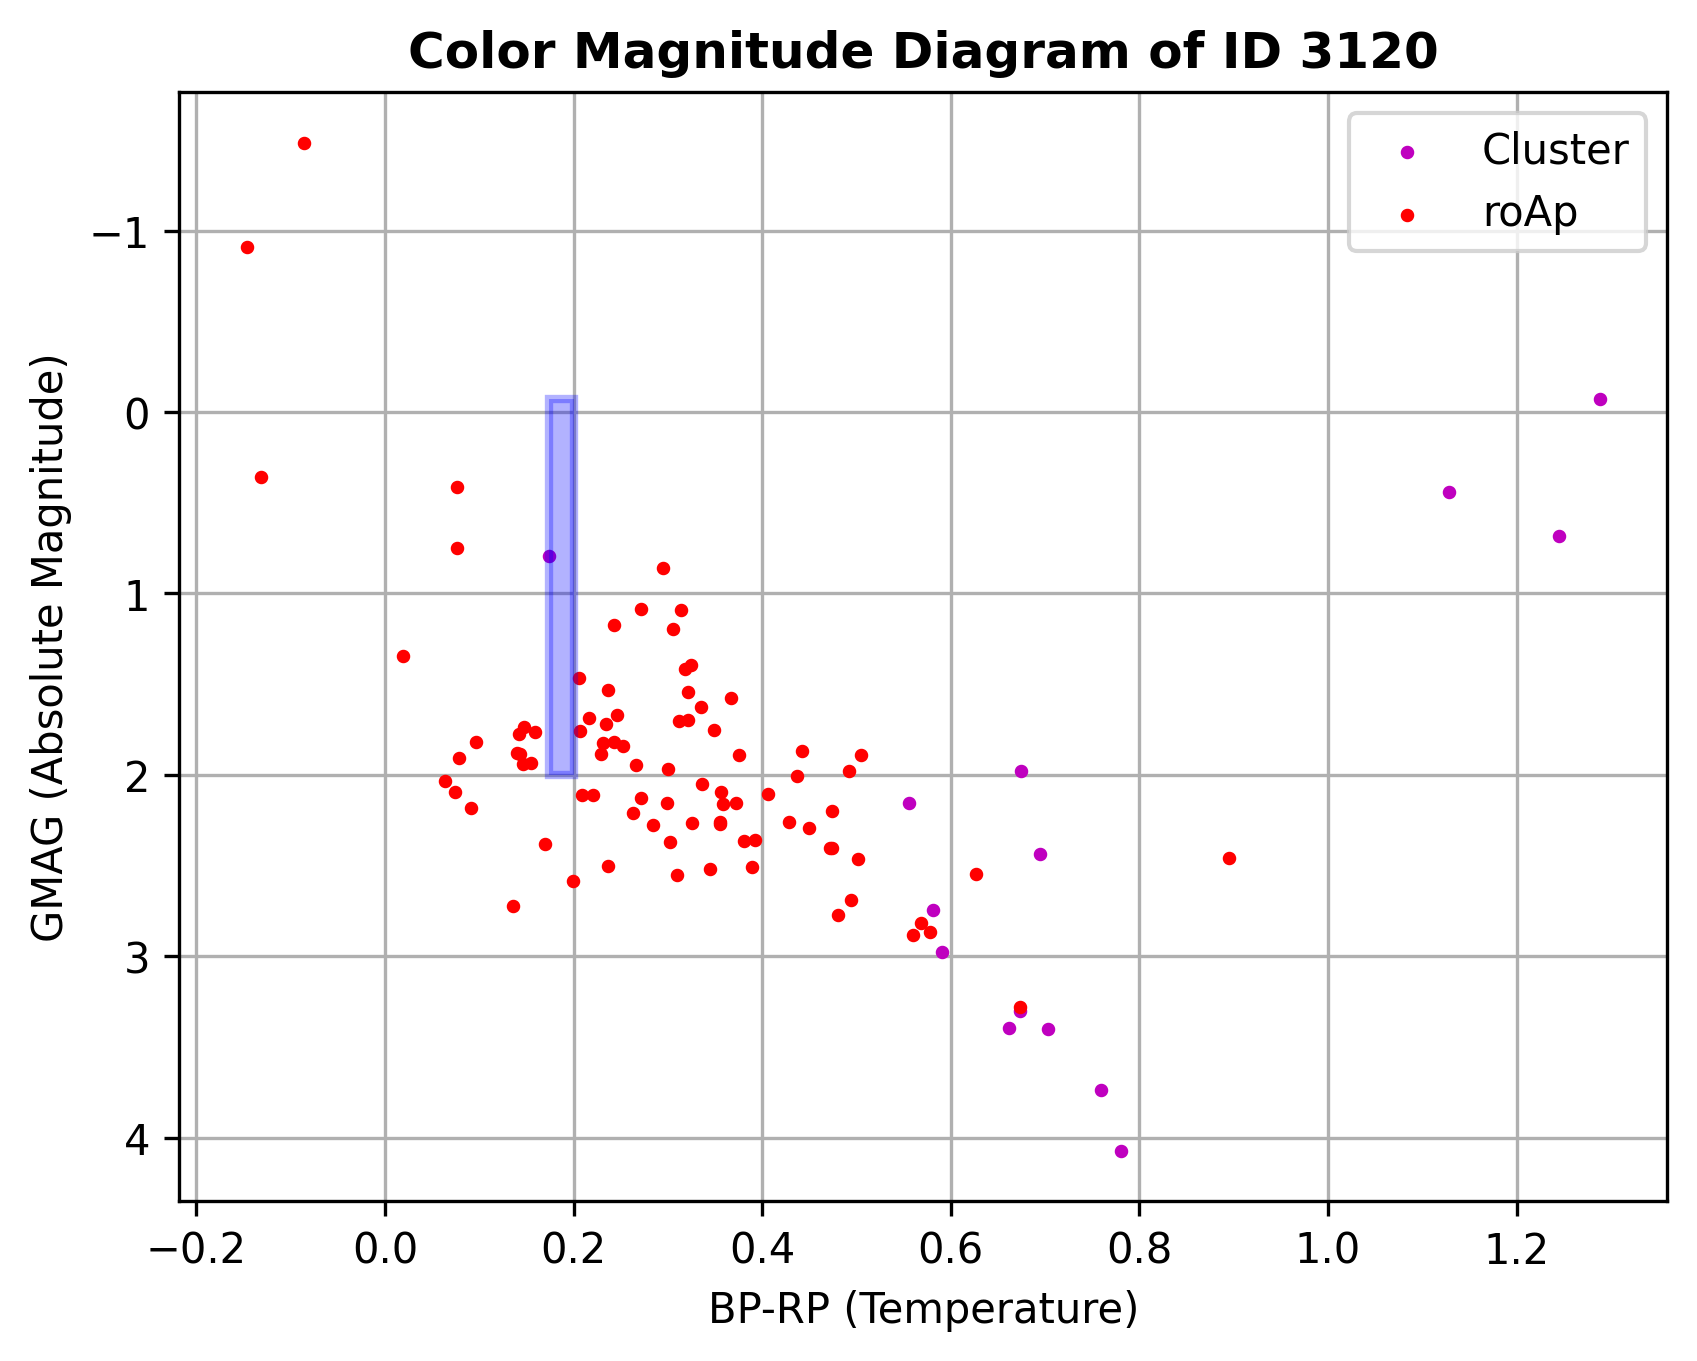 Color Magnitude Diagram of ID 3120
Cluster
roAp
GMAG (Absolute Magnitude)
−1
0
1
2
3
4
−0.2 0.0 0.2 0.4 0.6 0.8 1.0 1.2
BP-RP (Temperature)